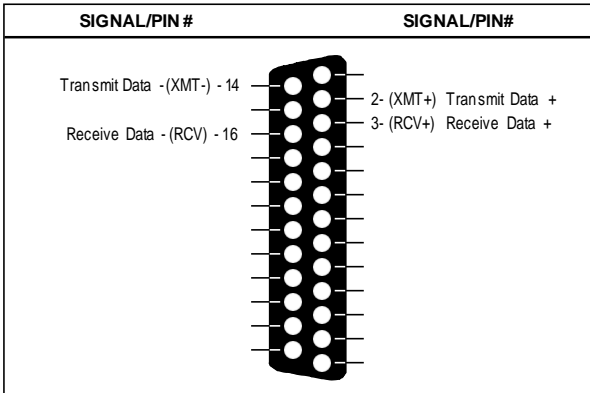 SIGNAL/PIN # SIGNAL/PIN#
Transmit Data -(XMT-) - 14
2- (XMT+) Transmit Data +
3- (RCV+) Receive Data +
Receive Data - (RCV) - 16